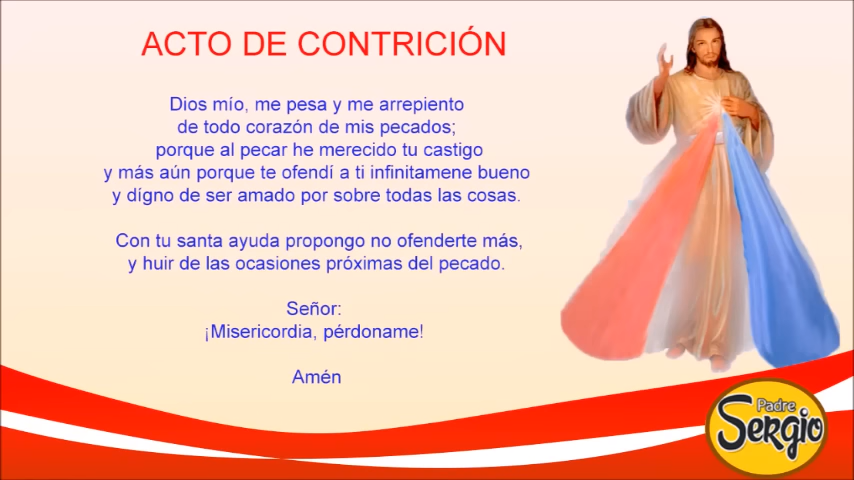 ACTO DE CONTRICIÓN
Dios mío, me pesa y me arrepiento
de todo corazón de mis pecados;
porque al pecar he merecido tu castigo
y más aún porque te ofendí a ti infinitamene bueno
y dígno de ser amado por sobre todas las cosas.
Con tu santa ayuda propongo no ofenderte más,
y huir de las ocasiones próximas del pecado.
Señor:
¡Misericordia, pérdoname!
Amén
Padre
Sergio